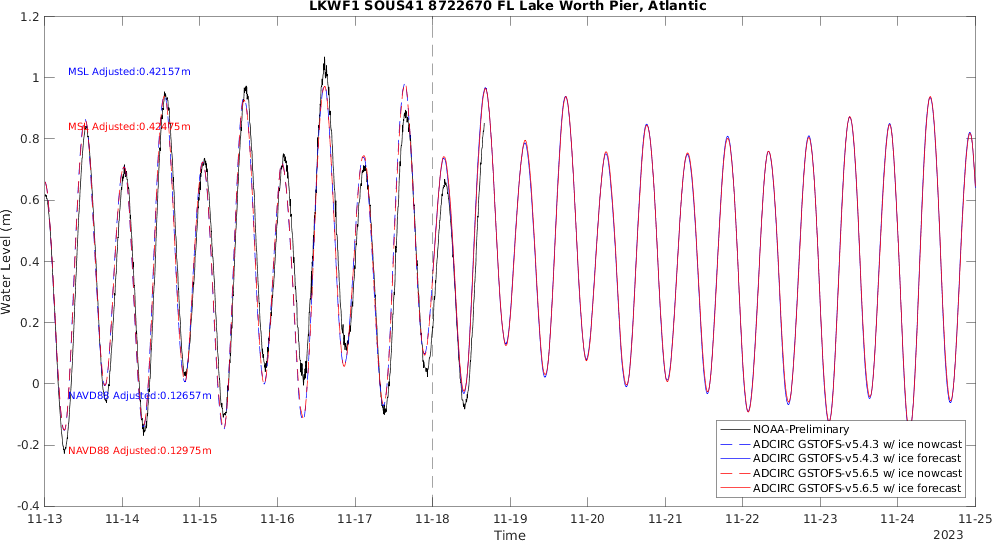 LKWF1 SOUS41 8722670 FL Lake Worth Pier, Atlantic
1.2
1
0.8
0.6
0.4
0.2
0
-0.2
-0.4
Water Level (m)
MSL Adjusted:0.42157m
MSL Adjusted:0.42475m
NAVD88 Adjusted:0.12657m
NAVD88 Adjusted:0.12975m
NOAA-Preliminary
ADCIRC GSTOFS-v5.4.3 w/ ice nowcast
ADCIRC GSTOFS-v5.4.3 w/ ice forecast
ADCIRC GSTOFS-v5.6.5 w/ ice nowcast
ADCIRC GSTOFS-v5.6.5 w/ ice forecast
11-13 11-14 11-15 11-16 11-17 11-18 11-19 11-20 11-21 11-22 11-23 11-24 11-25
Time
2023